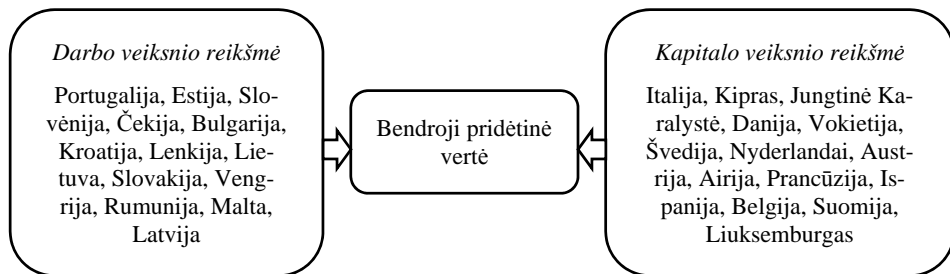 Darbo veiksnio reikšmė
Portugalija, Estija, Slo-
vėnija, Čekija, Bulgarija,
Kroatija, Lenkija, Lie-
tuva, Slovakija, Veng-
rija, Rumunija, Malta,
Latvija
Bendroji pridėtinė
vertė
Kapitalo veiksnio reikšmė
Italija, Kipras, Jungtinė Ka-
ralystė, Danija, Vokietija,
Švedija, Nyderlandai, Aust-
rija, Airija, Prancūzija, Is-
panija, Belgija, Suomija,
Liuksemburgas